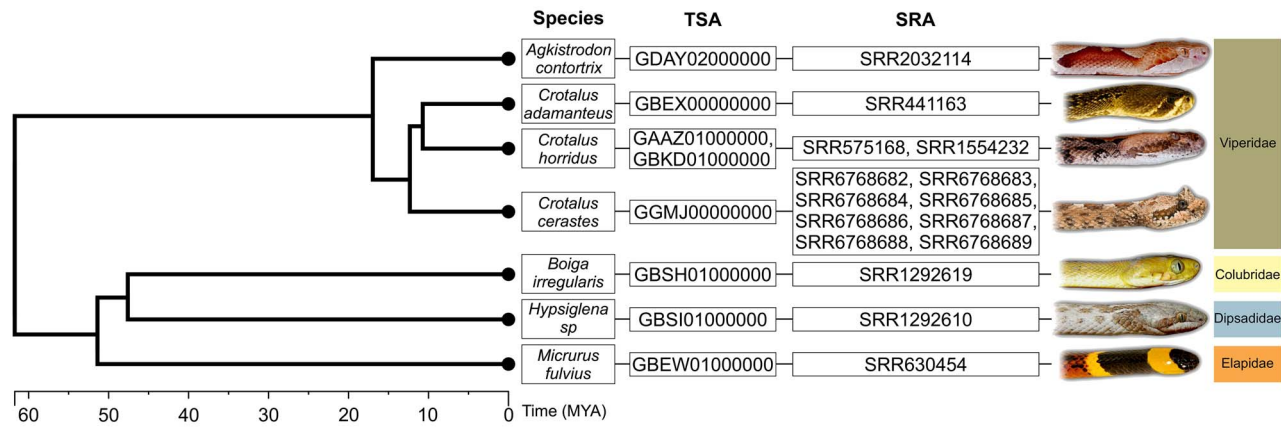 Species TSA SRA
Agkistrodon
contortrix
GDAY02000000
SRR2032114
Crotalus
adamanteus
GBEX00000000
SRR441163
Crotalus
horridus
GAAZ01000000,
GBKD01000000
SRR575168, SRR1554232
Crotalus
cerastes
GGMJ00000000
SRR6768682, SRR6768683,
SRR6768684, SRR6768685,
SRR6768686, SRR6768687,
SRR6768688, SRR6768689
Viperidae
Boiga
irregularis
GBSH01000000
SRR1292619
Colubridae
Hypsiglena
sp
GBSI01000000
SRR1292610
Dipsadidae
Micrurus
fulvius
GBEW01000000
SRR630454
Elapidae
60 50 40 30 20 10 0 Time (MYA)